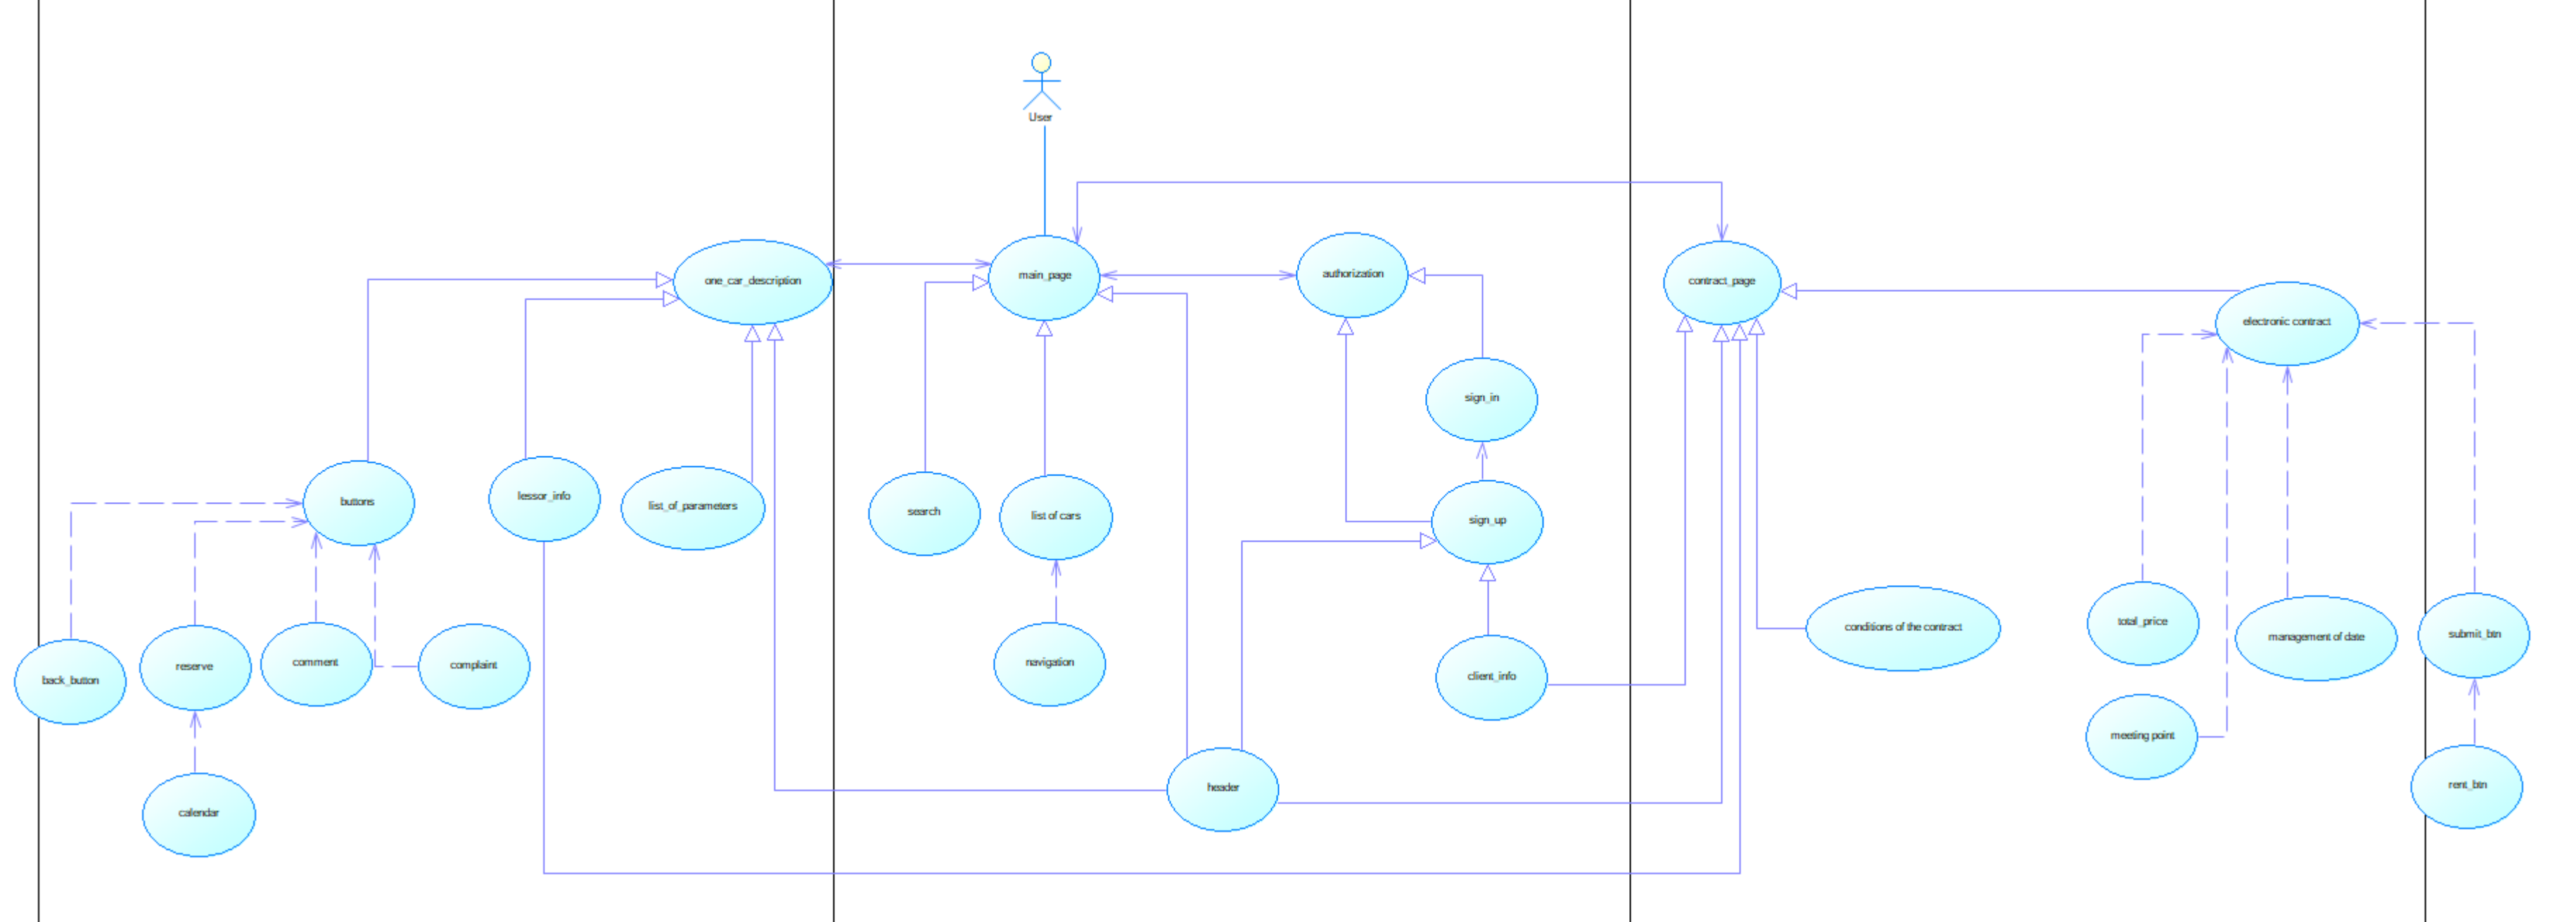 User
one_car_description
main_page
authorization
contract_page
electronic contract
sign_in
buttons
lessor_info
list_of_parameters
search
list of cars
sign_up
back_button
reserve
comment
complaint
navigation
client_info
conditions of the contract
total_price
management of date
submit_btn
meeting point
calendar
header
rent_btn